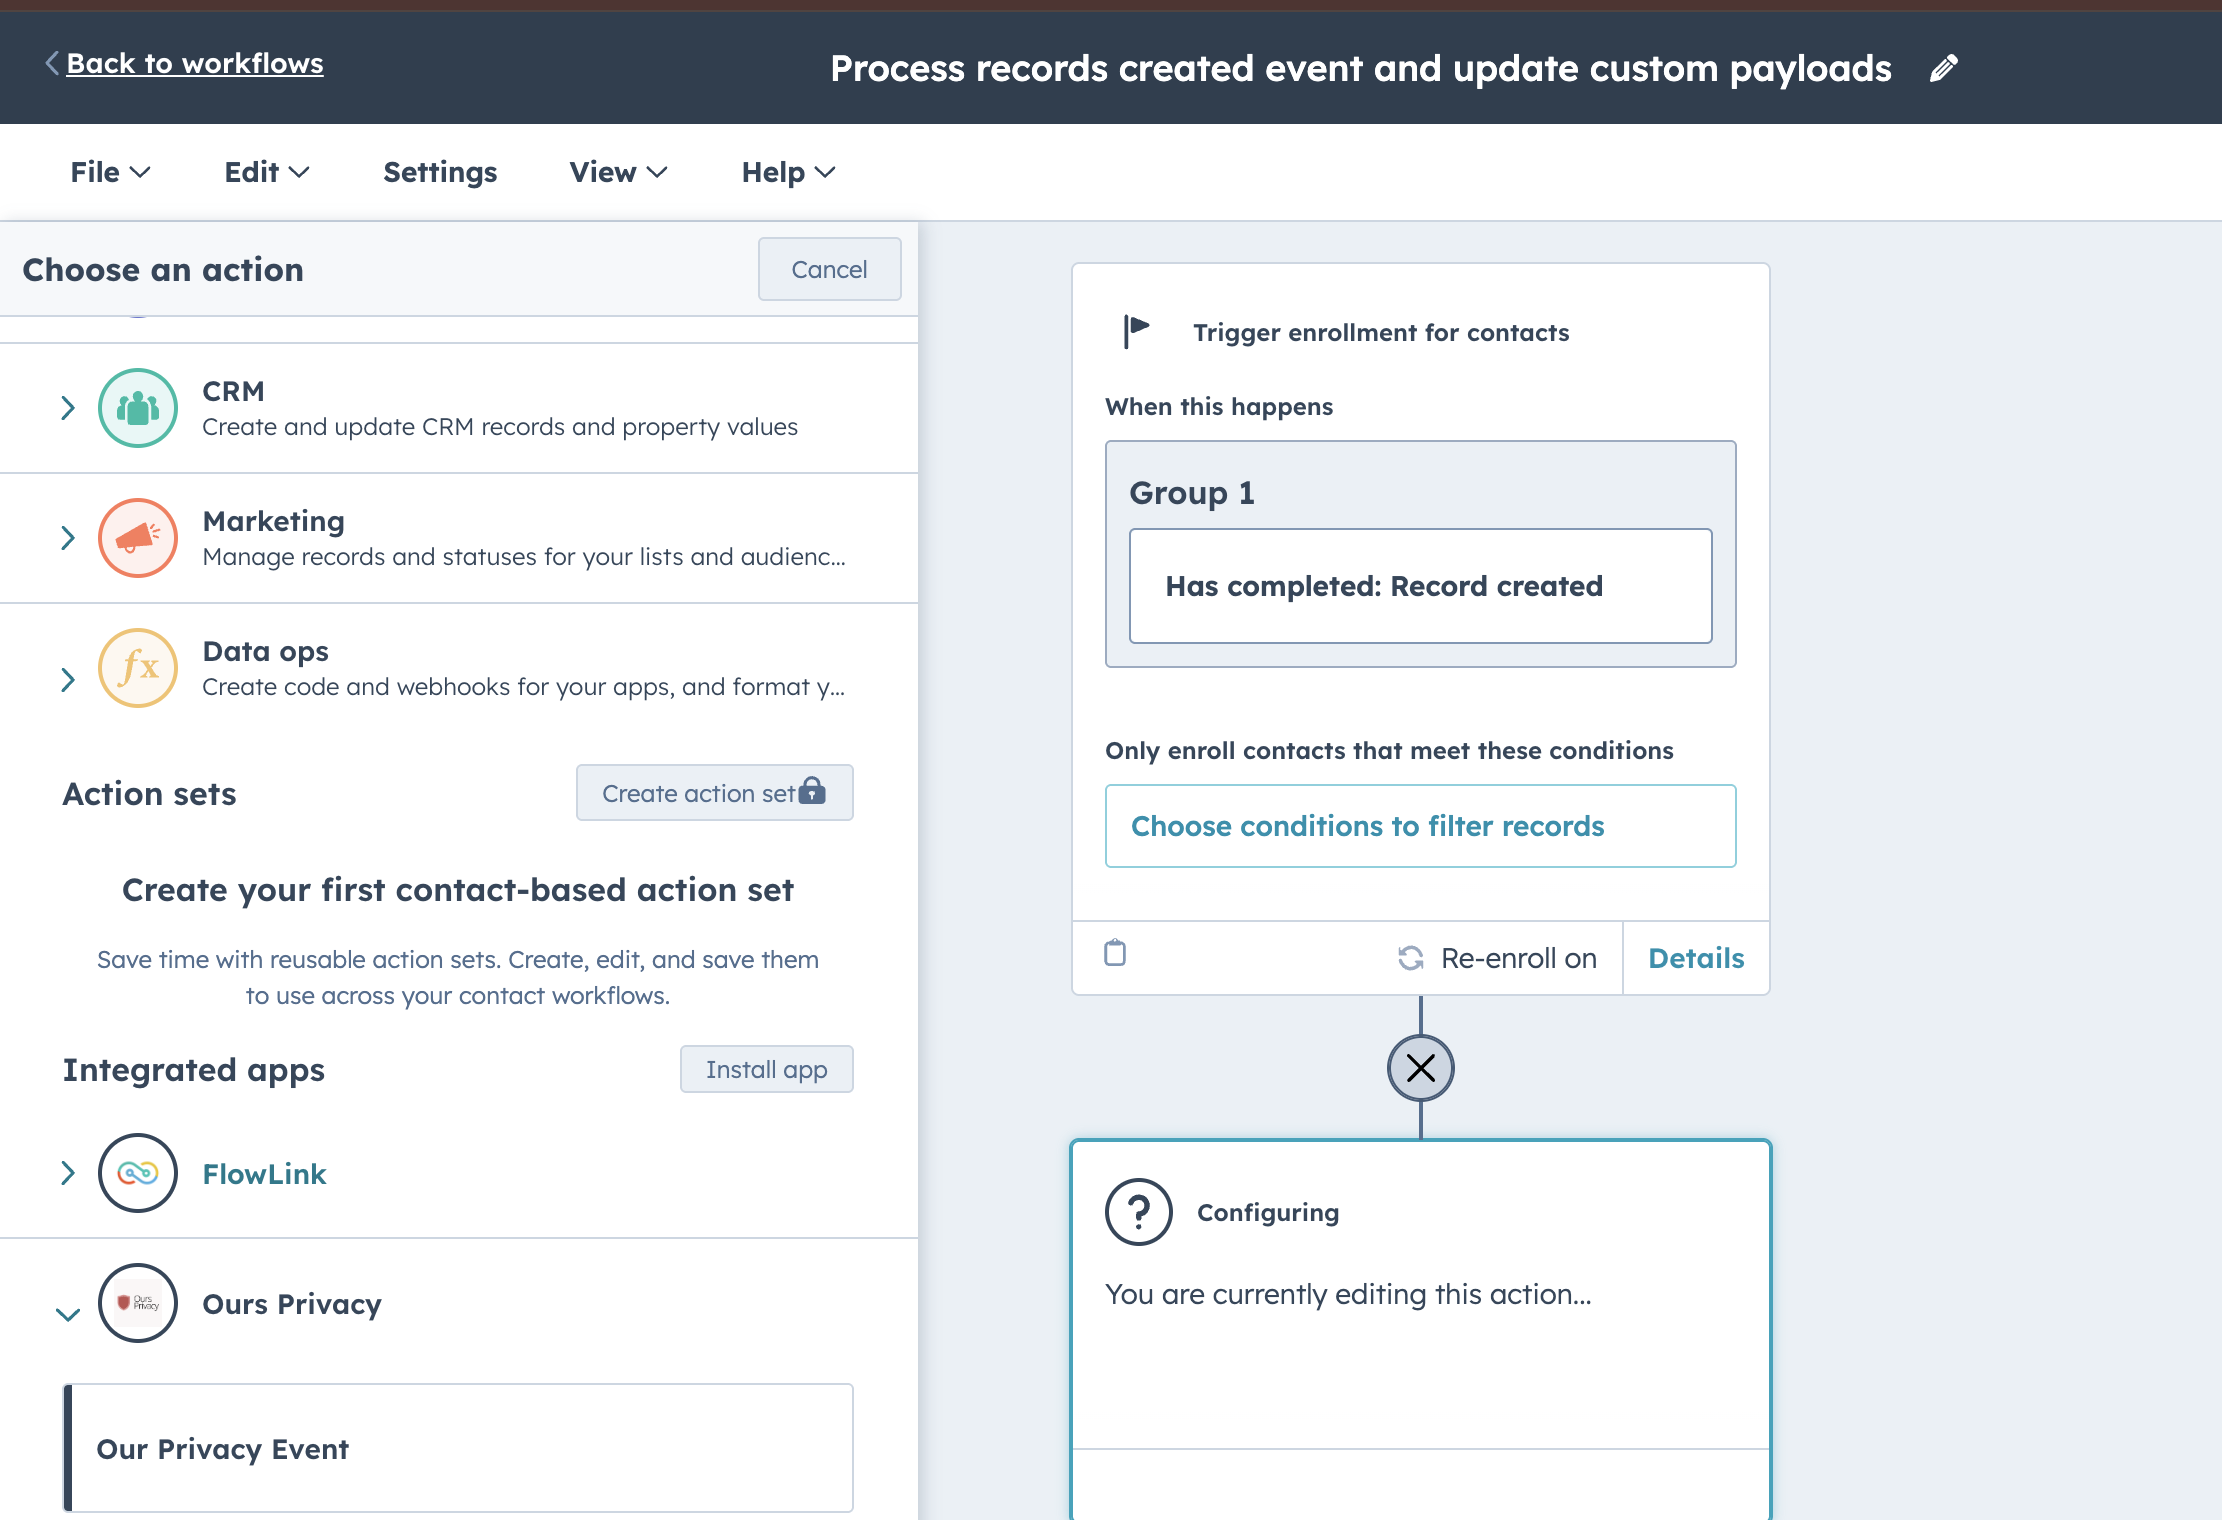 Back to workflows
Process records created event and update custom payloads
File
Edit
Settings
View
Help
Choose an action
Cancel
CRM
Create and update CRM records and property values
Marketing
Manage records and statuses for your lists and audienc...
fx
Data ops
Create code and webhooks for your apps, and format y...
Action sets
Create action set
Create your first contact-based action set
Save time with reusable action sets. Create, edit, and save them
to use across your contact workflows.
Integrated apps
Install app
FlowLink
Ours
Privacy
Ours Privacy
Our Privacy Event
Trigger enrollment for contacts
When this happens
Group 1
Has completed: Record created
Only enroll contacts that meet these conditions
Choose conditions to filter records
Re-enroll on
Details
?
Configuring
You are currently editing this action...